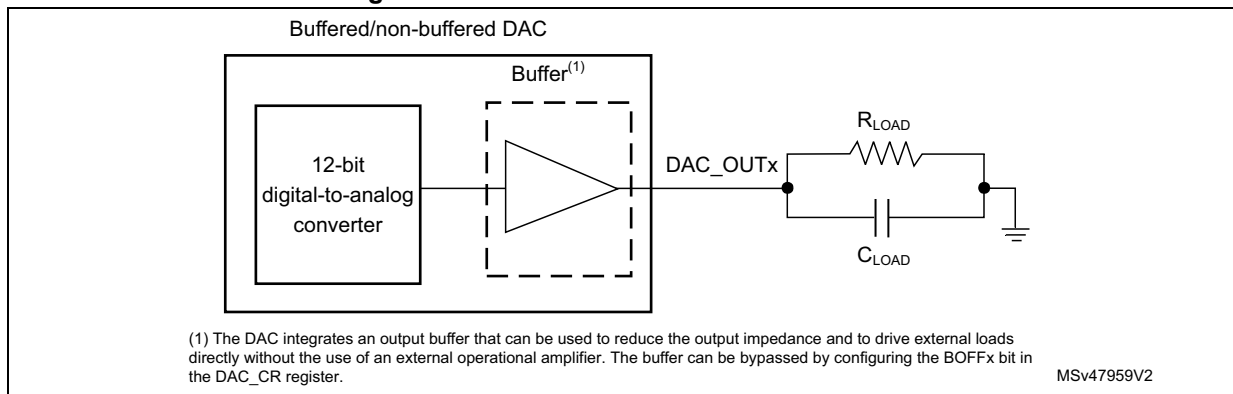 Buffered/non-buffered DAC
Buffer(1)
12-bit
digital-to-analog
converter
DAC_OUTx
RLOAD
CLOAD
(1) The DAC integrates an output buffer that can be used to reduce the output impedance and to drive external loads
directly without the use of an external operational amplifier. The buffer can be bypassed by configuring the BOFFx bit in
the DAC_CR register.
MSv47959V2